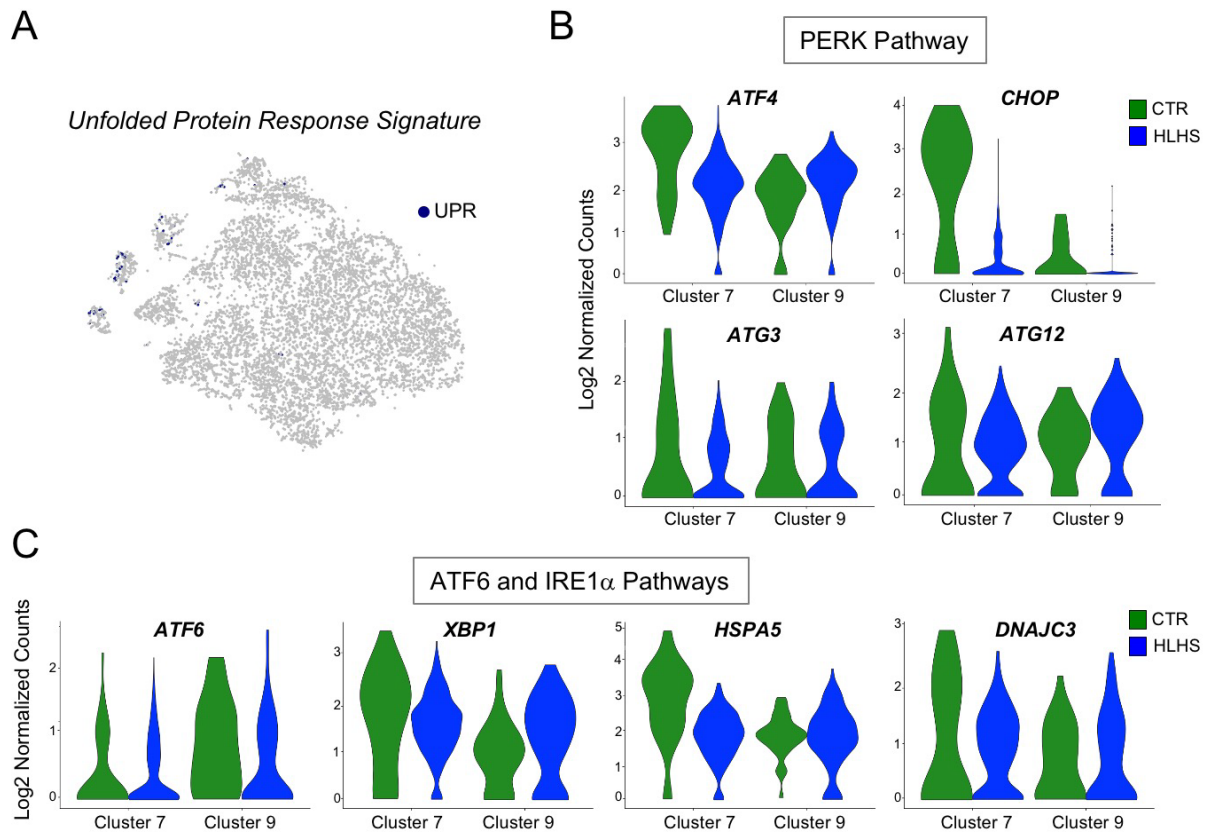 A
Unfolded Protein Response Signature
UPR
B
PERK Pathway
ATF4
CHOP
CTR
HLHS
Log2 Normalized Counts
3
2
1
0
Cluster 7
Cluster 9
4
3
2
1
0
Cluster 7
Cluster 9
ATG3
ATG12
2
1
0
Cluster 7
Cluster 9
3
2
1
0
Cluster 7
Cluster 9
C
ATF6 and IRE1α Pathways
Log2 Normalized Counts
ATF6
XBP1
HSPA5
DNAJC3
CTR
HLHS
2
1
0
Cluster 7
Cluster 9
3
2
1
0
Cluster 7
Cluster 9
5
4
3
2
1
0
Cluster 7
Cluster 9
3
2
1
0
Cluster 7
Cluster 9